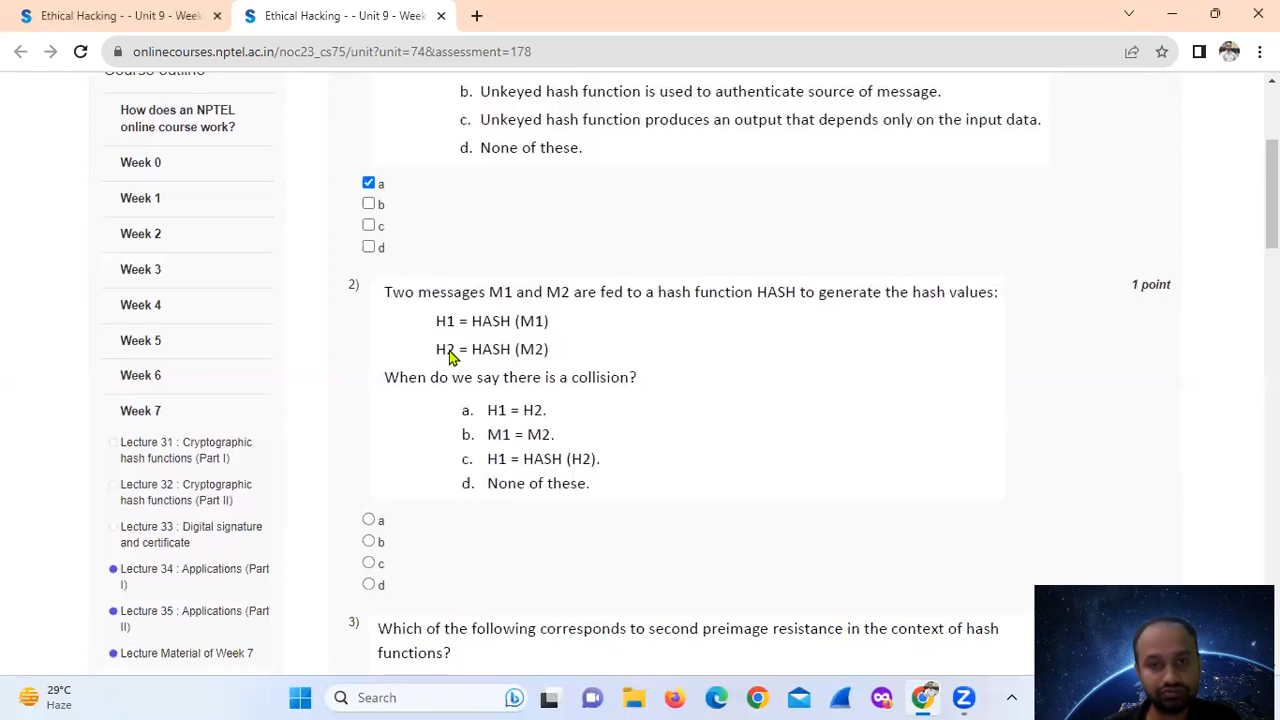 Ethical Hacking - - Unit 9 - Week
Ethical Hacking - - Unit 9 - Week
onlinecourses.nptel.ac.in/noc23_cs75/unit?unit=74&assessment=178
How does an NPTEL
online course work?
Week 0
Week 1
Week 2
Week 3
Week 4
Week 5
Week 6
Week 7
Lecture 31 : Cryptographic
hash functions (Part I)
Lecture 32 : Cryptographic
hash functions (Part II)
Lecture 33 : Digital signature
and certificate
Lecture 34 : Applications (Part
I)
Lecture 35 : Applications (Part
II)
Lecture Material of Week 7
b. Unkeyed hash function is used to authenticate source of message.
c. Unkeyed hash function produces an output that depends only on the input data.
d. None of these.
a
b
c
d
2)
1 point
Two messages M1 and M2 are fed to a hash function HASH to generate the hash values:
H1 = HASH (M1)
H2 = HASH (M2)
When do we say there is a collision?
a. H1 = H2.
b. M1 = M2.
c. H1 = HASH (H2).
d. None of these.
a
b
c
d
3)
Which of the following corresponds to second preimage resistance in the context of hash
functions?
29°C
Haze
Search